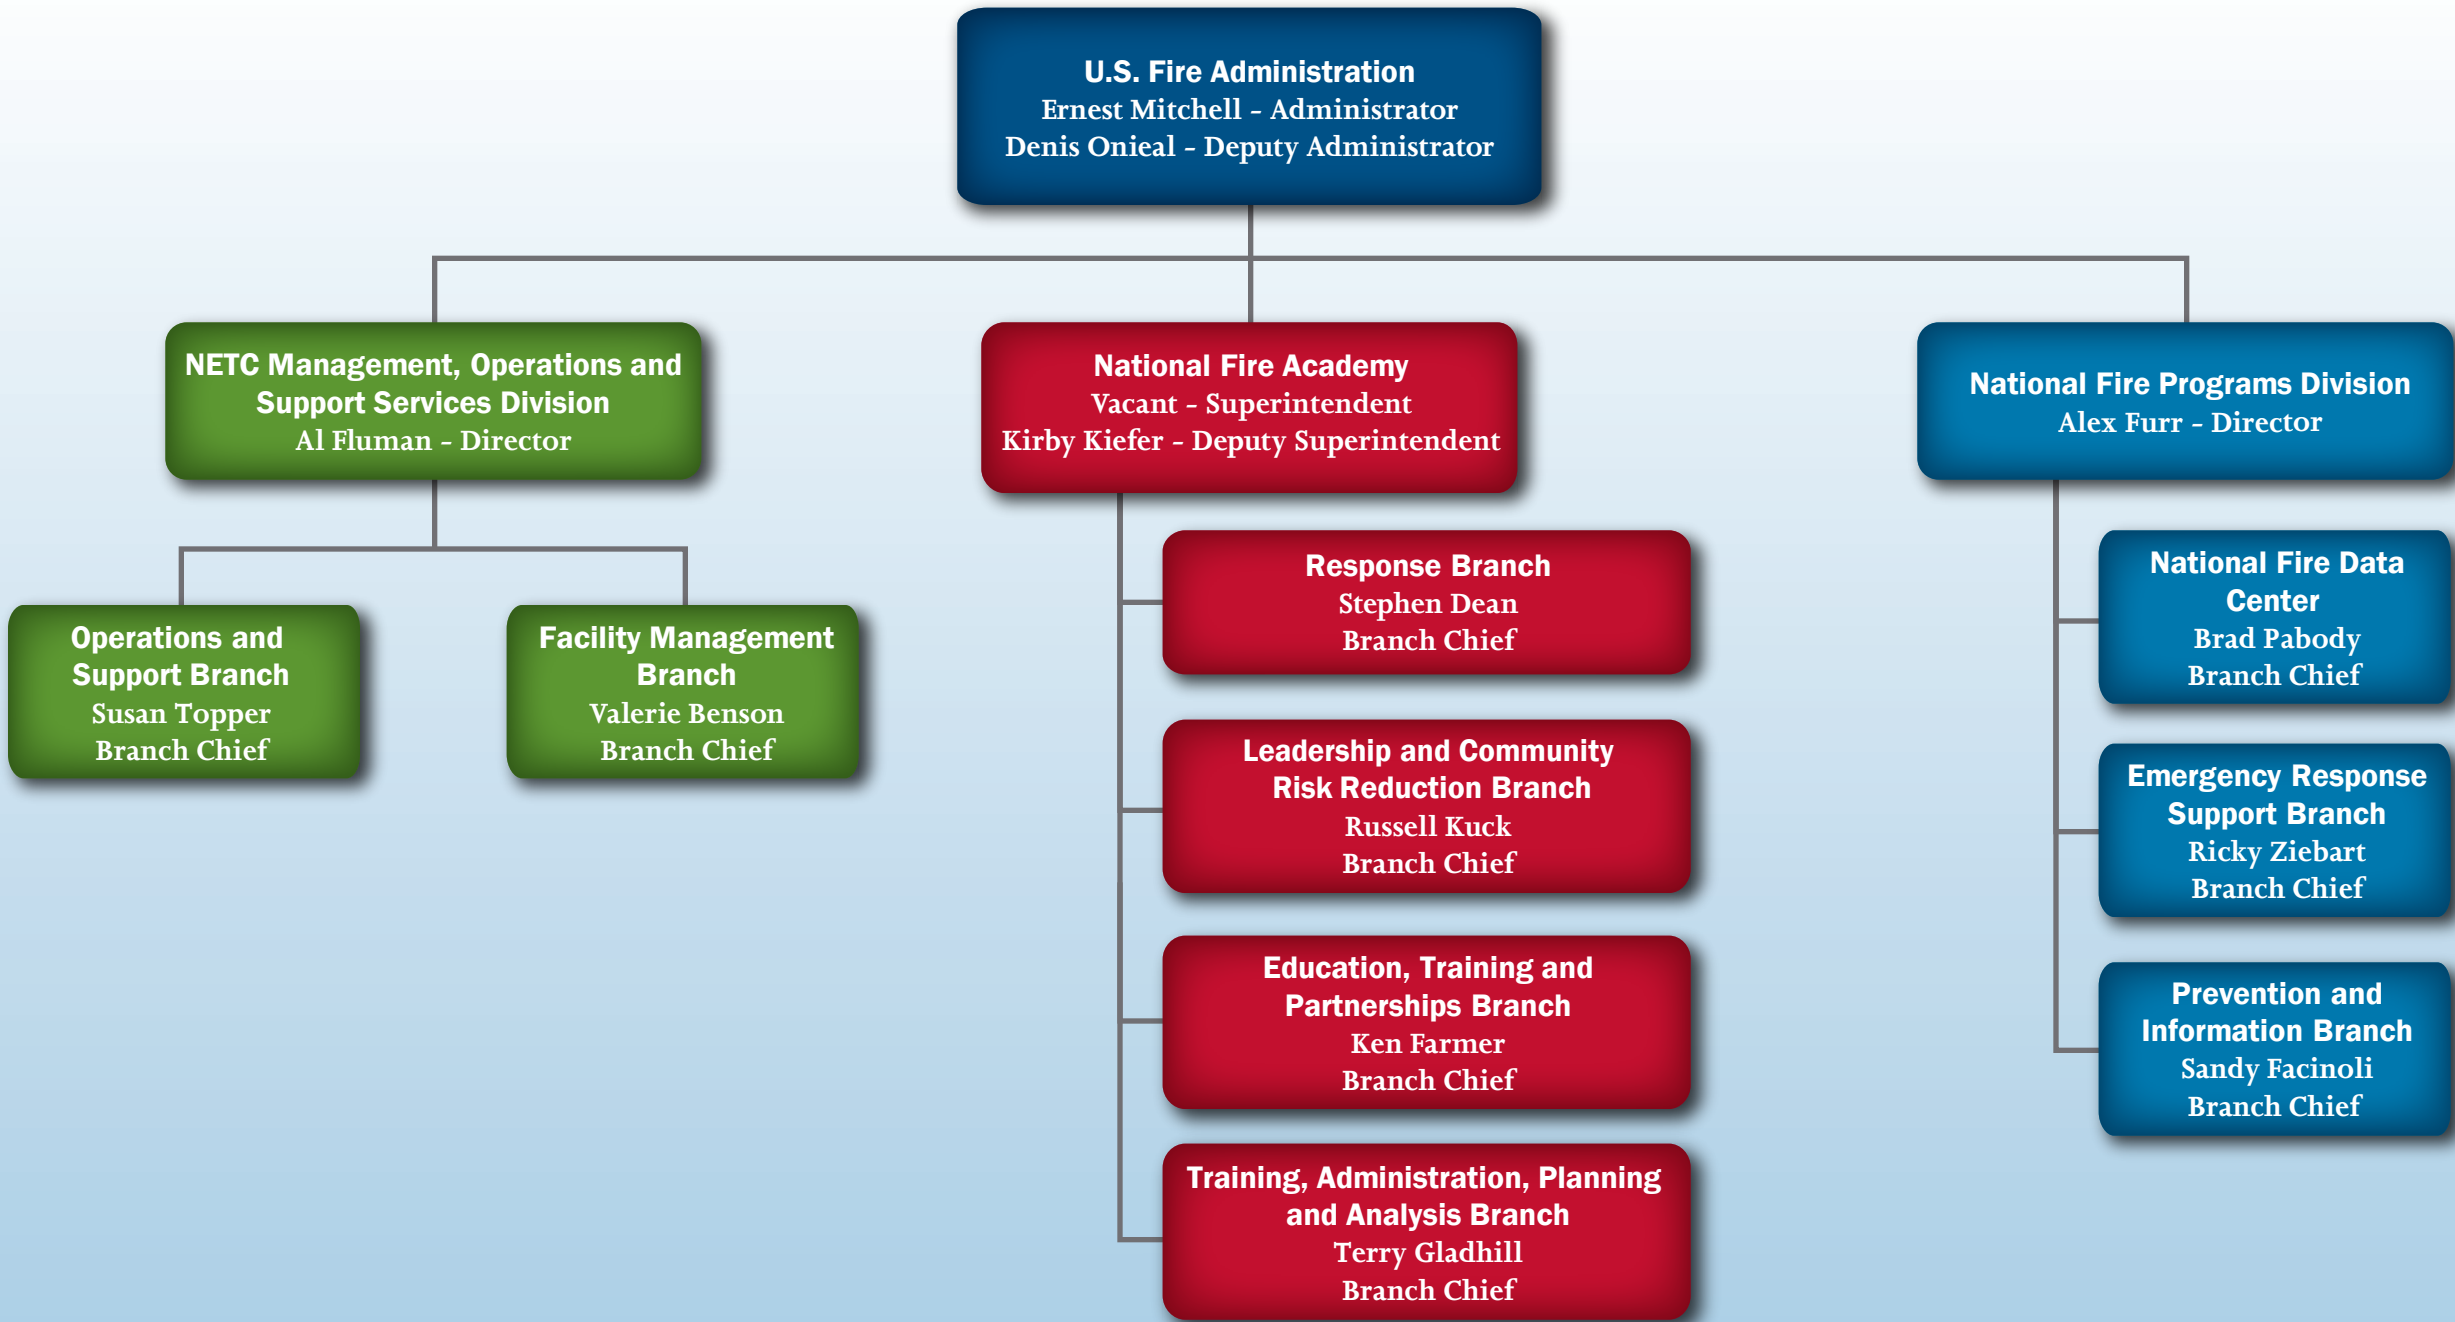 U.S. Fire Administration
Ernest Mitchell – Administrator
Denis Onieal – Deputy Administrator
NETC Management, Operations and
Support Services Division
Al Fluman – Director
Operations and
Support Branch
Susan Topper
Branch Chief
Facility Management
Branch
Valerie Benson
Branch Chief
National Fire Academy
Vacant – Superintendent
Kirby Kiefer – Deputy Superintendent
Response Branch
Stephen Dean
Branch Chief
Leadership and Community
Risk Reduction Branch
Russell Kuck
Branch Chief
Education, Training and
Partnerships Branch
Ken Farmer
Branch Chief
Training, Administration, Planning
and Analysis Branch
Terry Gladhill
Branch Chief
National Fire Programs Division
Alex Furr – Director
National Fire Data
Center
Brad Pabody
Branch Chief
Emergency Response
Support Branch
Ricky Ziebart
Branch Chief
Prevention and
Information Branch
Sandy Facinoli
Branch Chief